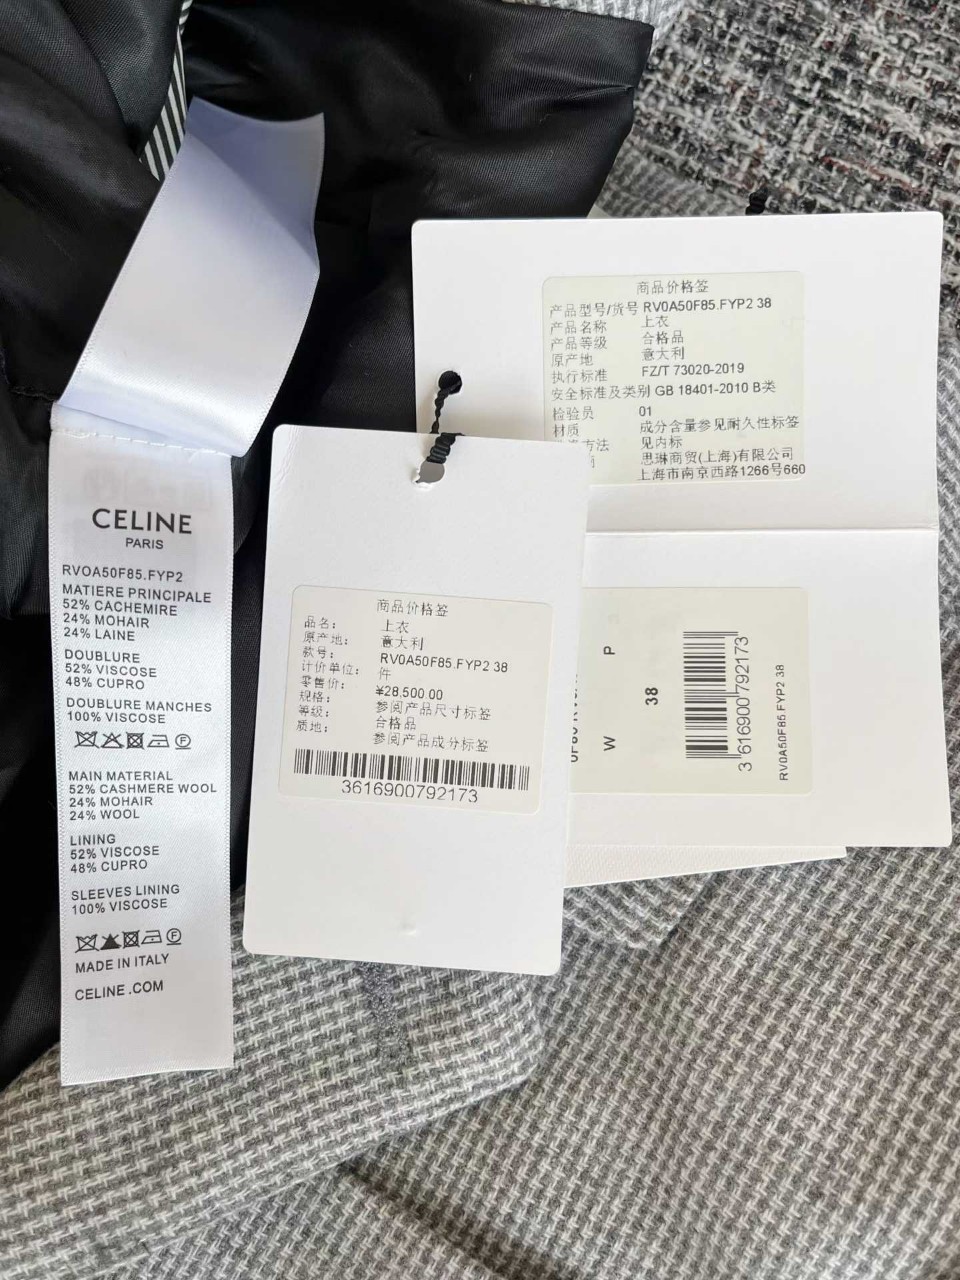 CELINE
PARIS
RVOA50F85.FYP2
MATIERE PRINCIPALE
52% CACHEMIRE
24% MOHAIR
24% LAINE
DOUBLURE
52% VISCOSE
48% CUPRO
DOUBLURE MANCHES
100% VISCOSE
MAIN MATERIAL
52% CASHMERE WOOL
24% MOHAIR
24% WOOL
LINING
52% VISCOSE
48% CUPRO
SLEEVES LINING
100% VISCOSE
MADE IN ITALY
CELINE.COM
商品价格签
品名: 上衣
原产地: 意大利
款号: RV0A50F85.FYP2 38
计价单位: 件
零售价: ¥28,500.00
规格: 参阅产品尺寸标签
等级: 合格品
质地: 参阅产品成分标签
3616900792173
商品价格签
产品型号/货号 RV0A50F85.FYP2 38
产品名称 上衣
产品等级 合格品
原产地 意大利
执行标准 FZ/T 73020-2019
安全标准及类别 GB 18401-2010 B类
检验员 01
材质 成分含量参见耐久性标签
方法 见内标
思琳商贸(上海)有限公司
上海市南京西路1266号660
W P
38
3 616900792173
RV0A50F85.FYP2 38